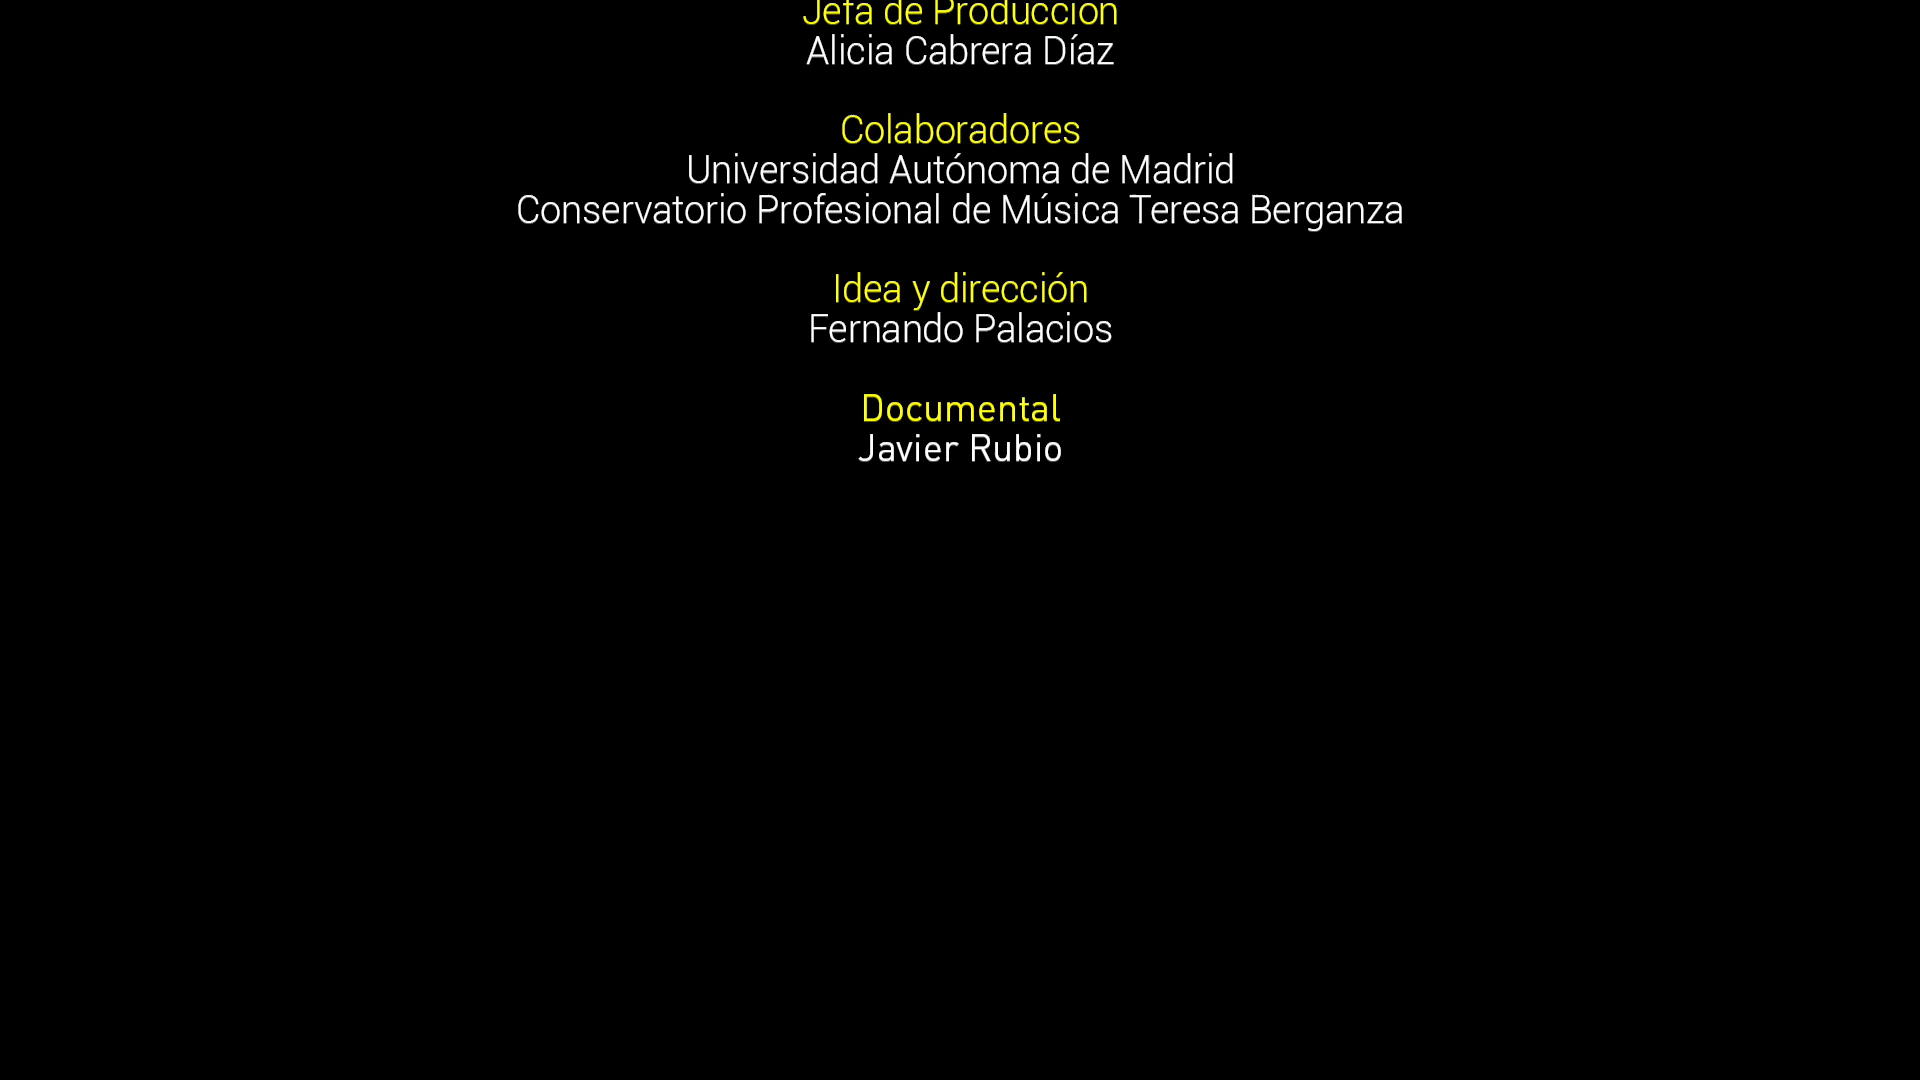 Jefa de Producción
Alicia Cabrera Díaz
Colaboradores
Universidad Autónoma de Madrid
Conservatorio Profesional de Música Teresa Berganza
Idea y dirección
Fernando Palacios
Documental
Javier Rubio